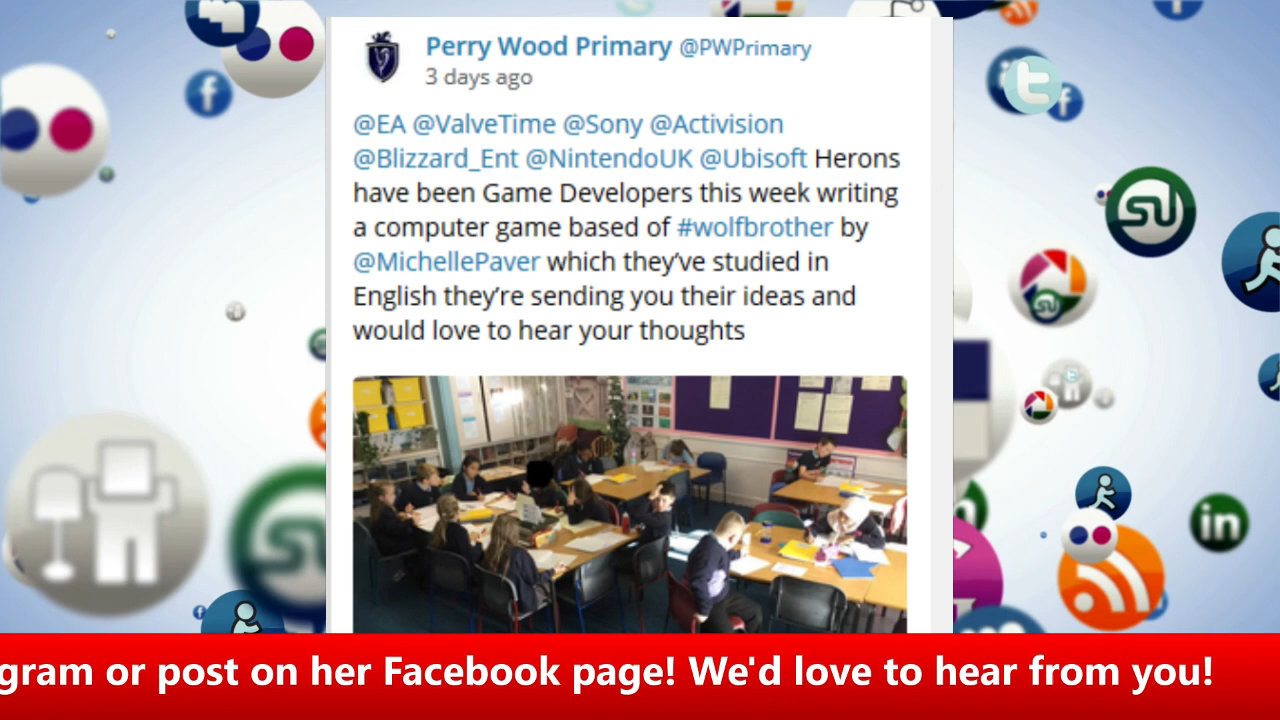 Perry Wood Primary @PWPrimary
3 days ago
@EA @ValveTime @Sony @Activision
@Blizzard_Ent @NintendoUK @Ubisoft Herons
have been Game Developers this week writing
a computer game based of #wolfbrother by
@MichellePaver which they’ve studied in
English they’re sending you their ideas and
would love to hear your thoughts
gram or post on her Facebook page! We'd love to hear from you!